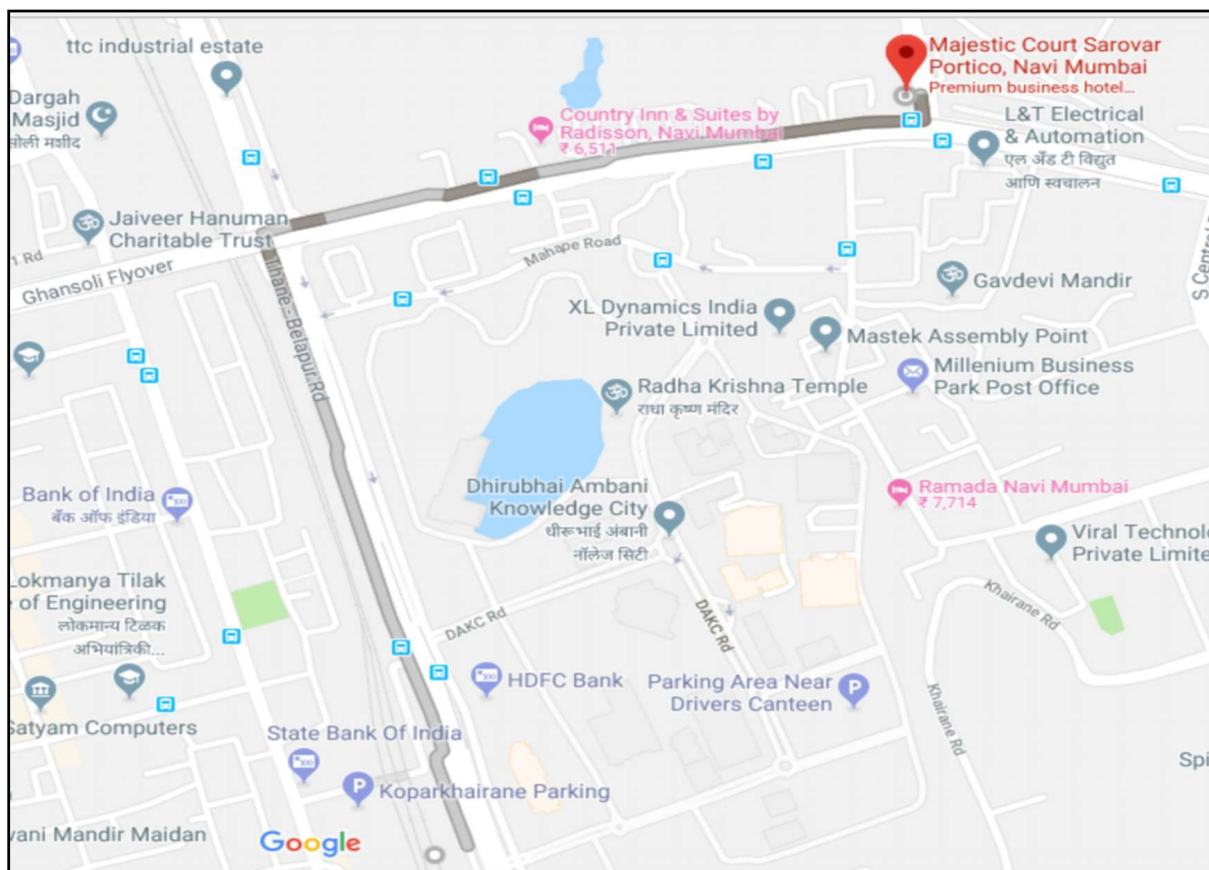 ttc industrial estate
Majestic Court Sarovar
Portico, Navi Mumbai
Premium business hotel...
Dargah
Masjid
सोली मशीद
Country Inn & Suites by
Radisson, Navi Mumbai
₹ 6,511
L&T Electrical
& Automation
एल अँड टी विद्युत
आणि स्वचालन
Jaiveer Hanuman
Charitable Trust
1 Rd
Ghansoli Flyover
Thane - Belapur Rd
Mahape Road
Gavdevi Mandir
S Central
XL Dynamics India
Private Limited
Mastek Assembly Point
Millenium Business
Park Post Office
Radha Krishna Temple
राधा कृष्ण मंदिर
Bank of India
बँक ऑफ इंडिया
Dhirubhai Ambani
Knowledge City
धीरूभाई अंबानी
नॉलेज सिटी
Ramada Navi Mumbai
₹ 7,714
Viral Technolo
Private Limite
Lokmanya Tilak
e of Engineering
लोकमान्य टिळक
अभियांत्रिकी...
DAKC Rd
DAKC Rd
Khairane Rd
Khairane Rd
HDFC Bank
Parking Area Near
Drivers Canteen
Satyam Computers
State Bank Of India
Koparkhairane Parking
Spi
vani Mandir Maidan
Google